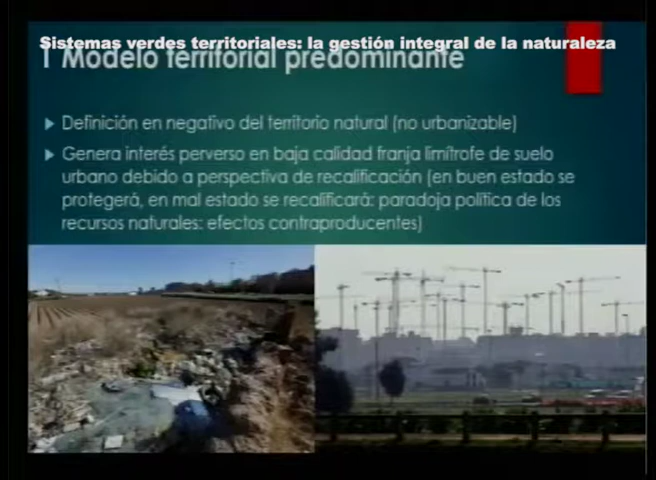 Sistemas verdes territoriales: la gestión integral de la naturaleza
1 Modelo territorial predominante
Definición en negativo del territorio natural (no urbanizable)
Genera interés perverso en baja calidad franja limítrofe de suelo
urbano debido a perspectiva de recalificación (en buen estado se
protegerá, en mal estado se recalificará: paradoja política de los
recursos naturales: efectos contraproducentes)